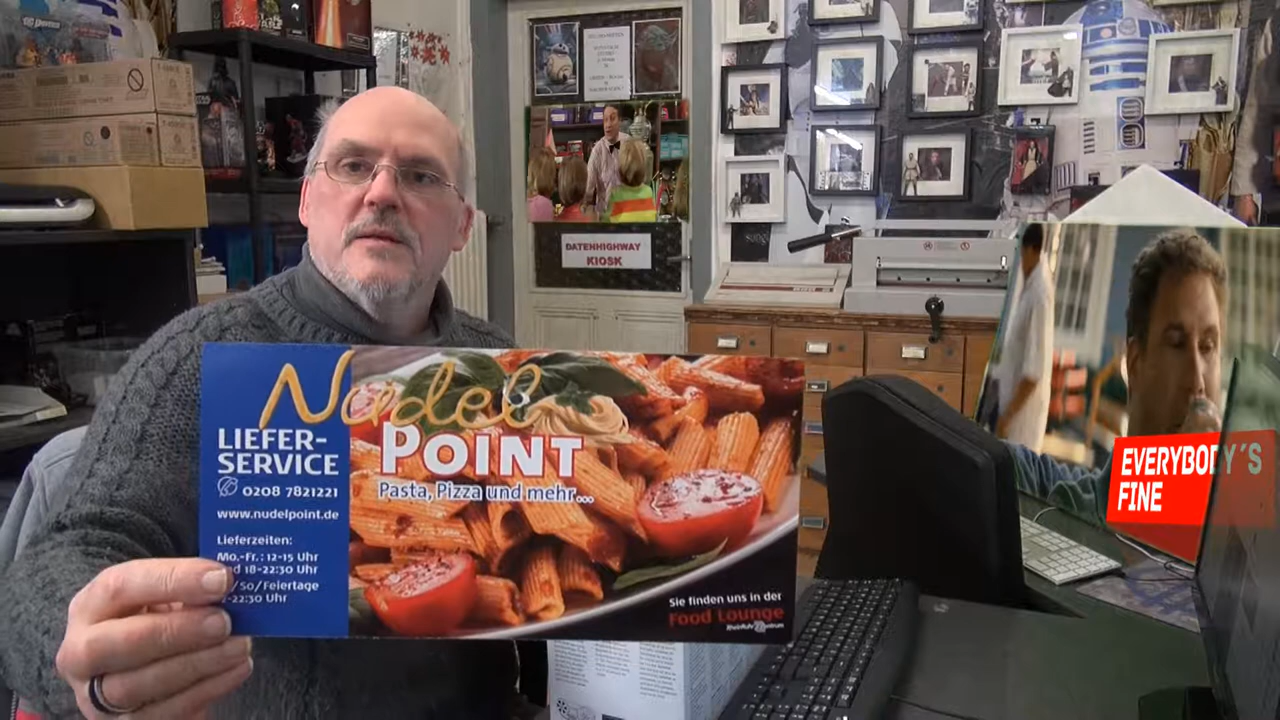 DATENHIGHWAY
KIOSK
Nudel
POINT
Pasta, Pizza und mehr...
LIEFER-
SERVICE
0208 7821221
www.nudelpoint.de
Lieferzeiten:
Mo.-Fr.: 12-15 Uhr
18-22:30 Uhr
/So/Feiertage
-22:30 Uhr
Sie finden uns in der
Food Lounge
EVERYBODY´S
FINE